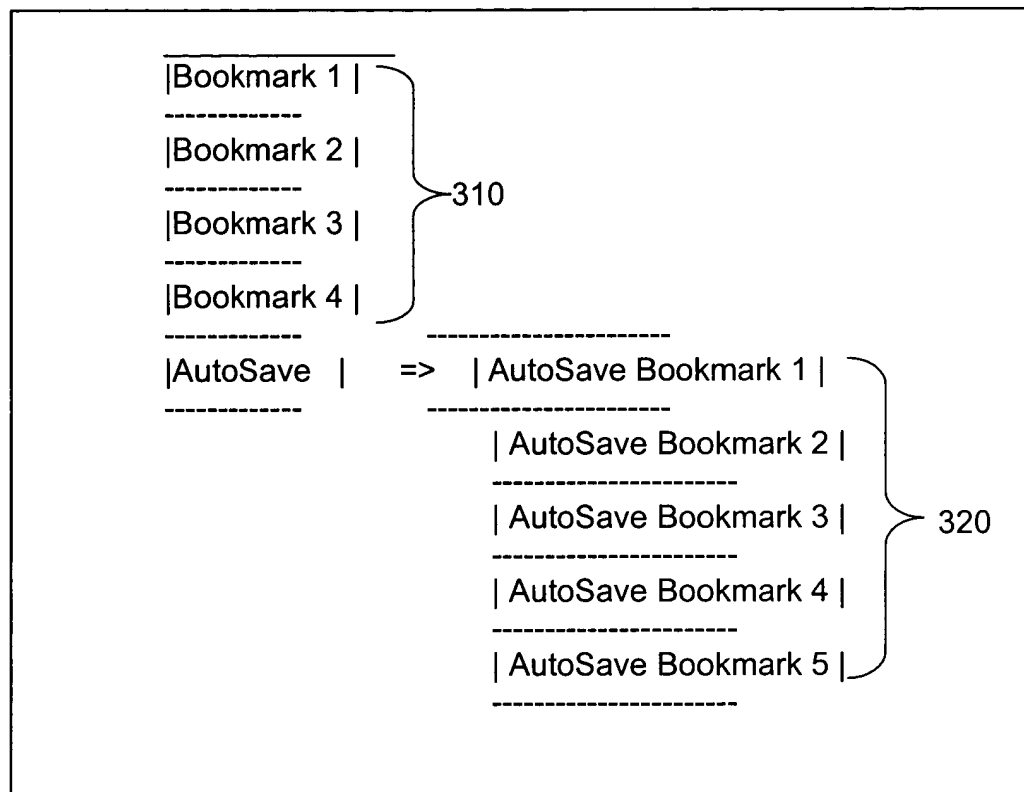 |Bookmark 1 |
-------------
|Bookmark 2 |
-------------
310
|Bookmark 3 |
-------------
|Bookmark 4 |
------------- -----------------------
|AutoSave | => | AutoSave Bookmark 1 |
------------- -----------------------
| AutoSave Bookmark 2 |
-----------------------
| AutoSave Bookmark 3 |
320
-----------------------
| AutoSave Bookmark 4 |
-----------------------
| AutoSave Bookmark 5 |
-----------------------